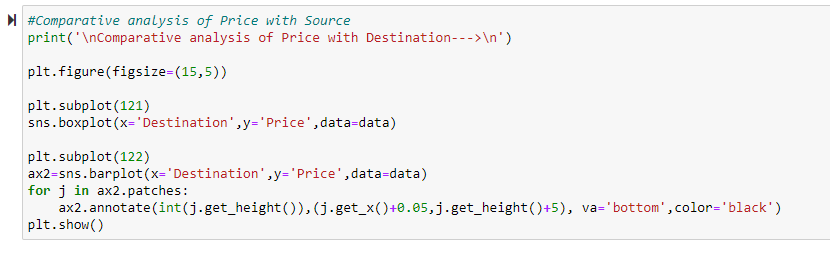 #Comparative analysis of Price with Source
print('\nComparative analysis of Price with Destination--->\n')
plt.figure(figsize=(15,5))
plt.subplot(121)
sns.boxplot(x='Destination',y='Price',data=data)
plt.subplot(122)
ax2=sns.barplot(x='Destination',y='Price',data=data)
for j in ax2.patches:
    ax2.annotate(int(j.get_height()),(j.get_x()+0.05,j.get_height()+5), va='bottom',color='black')
plt.show()